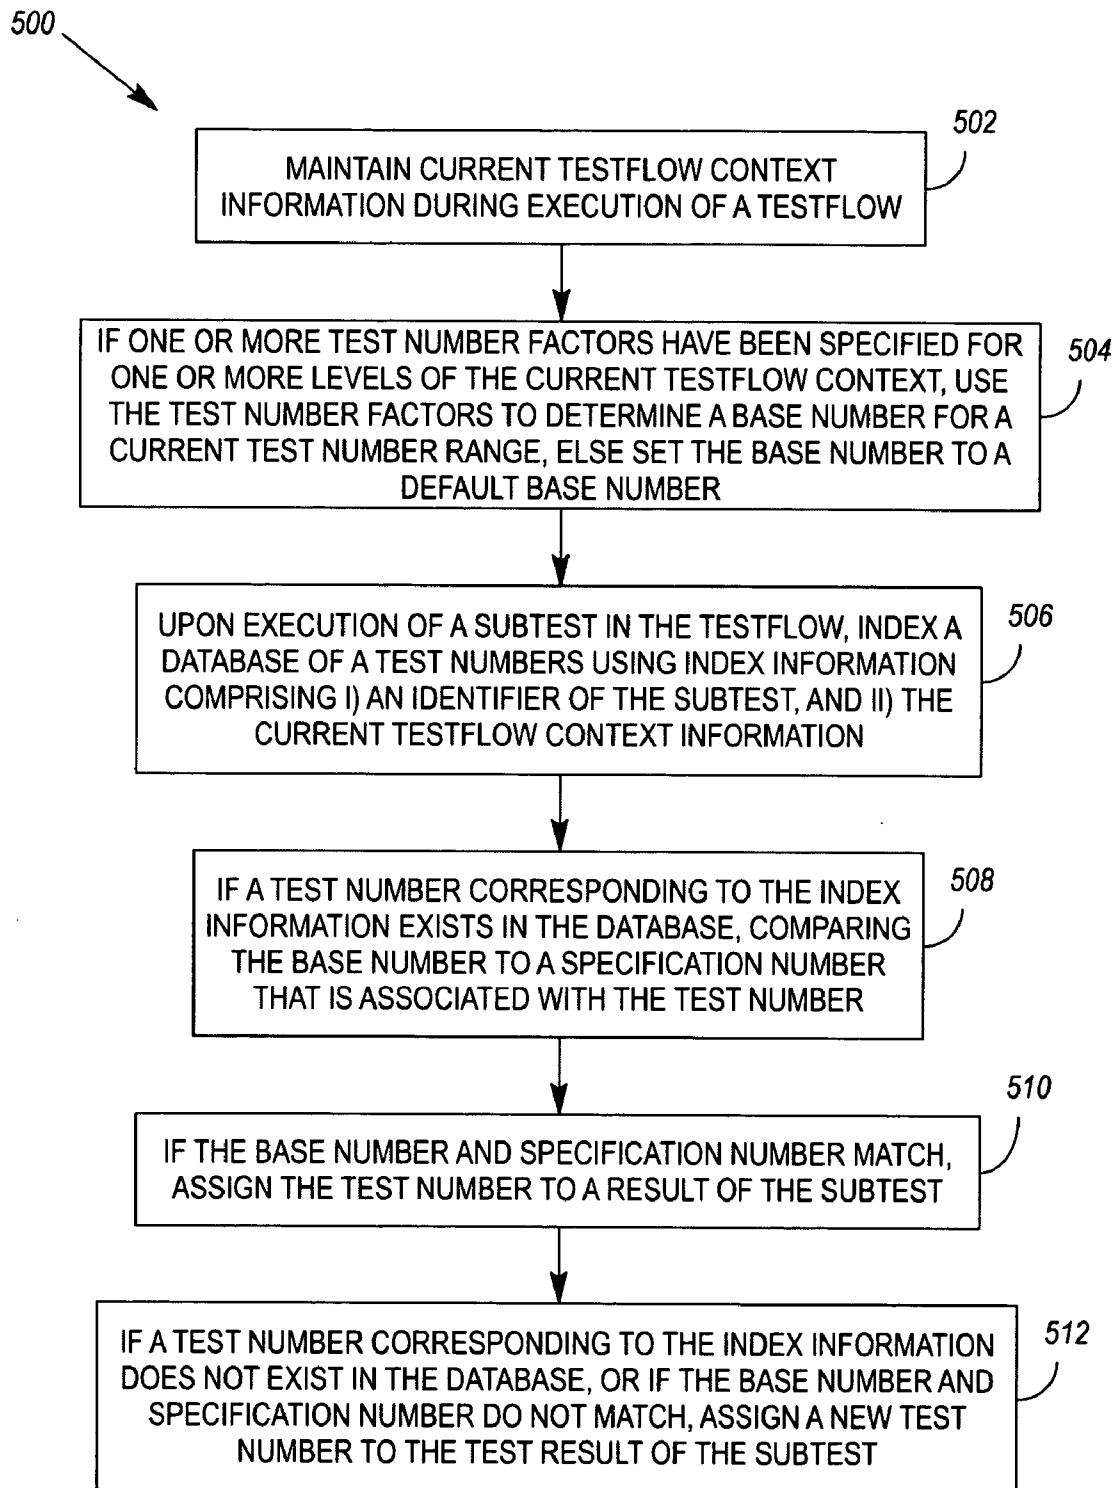 500
502
MAINTAIN CURRENT TESTFLOW CONTEXT
INFORMATION DURING EXECUTION OF A TESTFLOW
504
IF ONE OR MORE TEST NUMBER FACTORS HAVE BEEN SPECIFIED FOR
ONE OR MORE LEVELS OF THE CURRENT TESTFLOW CONTEXT, USE
THE TEST NUMBER FACTORS TO DETERMINE A BASE NUMBER FOR A
CURRENT TEST NUMBER RANGE, ELSE SET THE BASE NUMBER TO A
DEFAULT BASE NUMBER
506
UPON EXECUTION OF A SUBTEST IN THE TESTFLOW, INDEX A
DATABASE OF A TEST NUMBERS USING INDEX INFORMATION
COMPRISING I) AN IDENTIFIER OF THE SUBTEST, AND II) THE
CURRENT TESTFLOW CONTEXT INFORMATION
508
IF A TEST NUMBER CORRESPONDING TO THE INDEX
INFORMATION EXISTS IN THE DATABASE, COMPARING
THE BASE NUMBER TO A SPECIFICATION NUMBER
THAT IS ASSOCIATED WITH THE TEST NUMBER
510
IF THE BASE NUMBER AND SPECIFICATION NUMBER MATCH,
ASSIGN THE TEST NUMBER TO A RESULT OF THE SUBTEST
512
IF A TEST NUMBER CORRESPONDING TO THE INDEX INFORMATION
DOES NOT EXIST IN THE DATABASE, OR IF THE BASE NUMBER AND
SPECIFICATION NUMBER DO NOT MATCH, ASSIGN A NEW TEST
NUMBER TO THE TEST RESULT OF THE SUBTEST